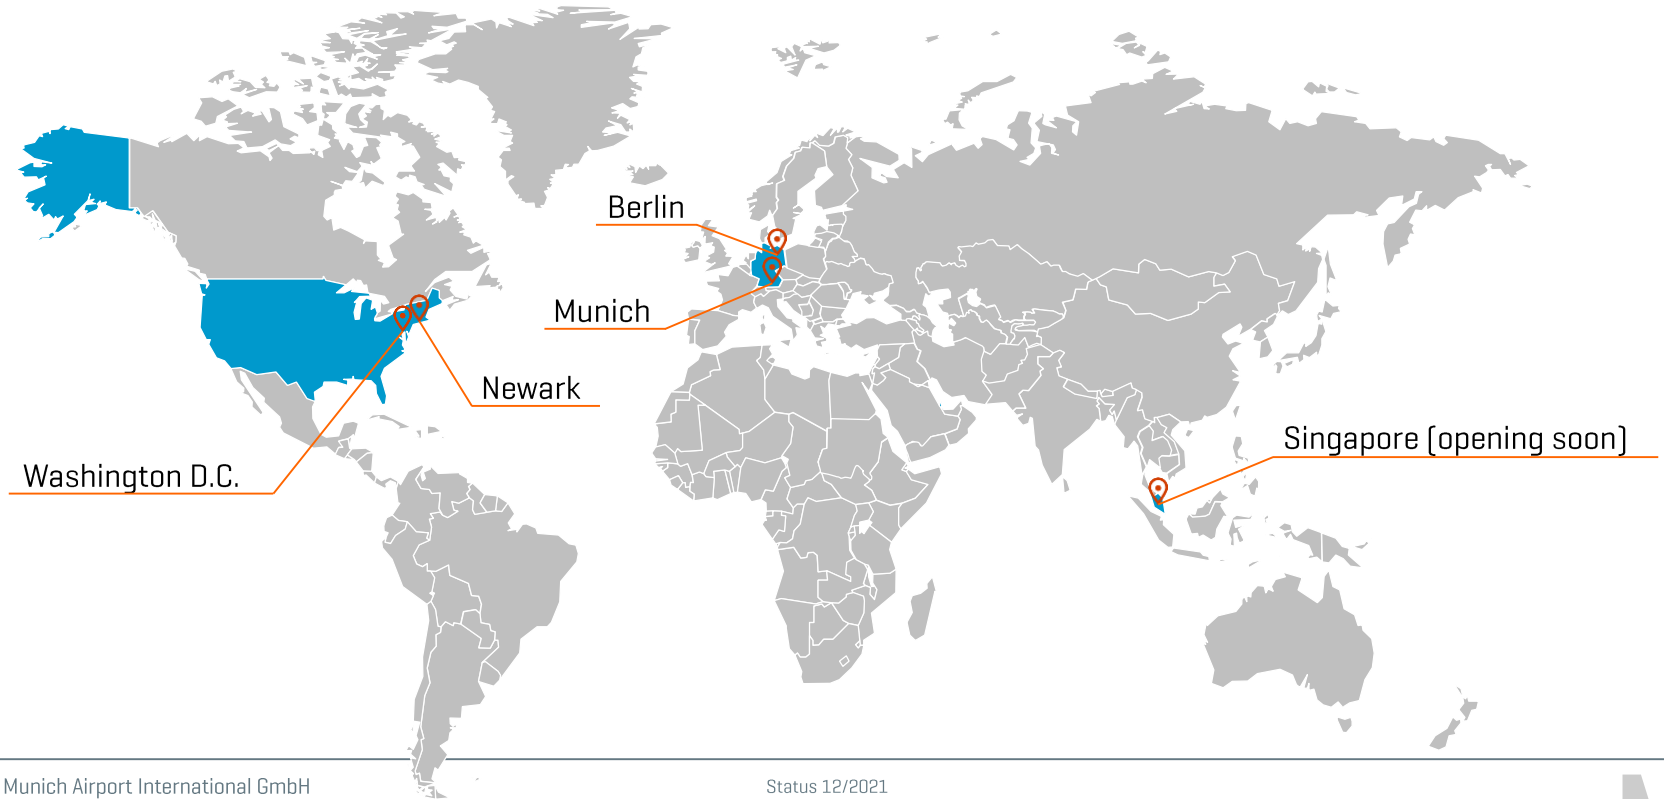 Berlin
Munich
Newark
Singapore (opening soon)
Washington D.C.
Munich Airport International GmbH
Status 12/2021